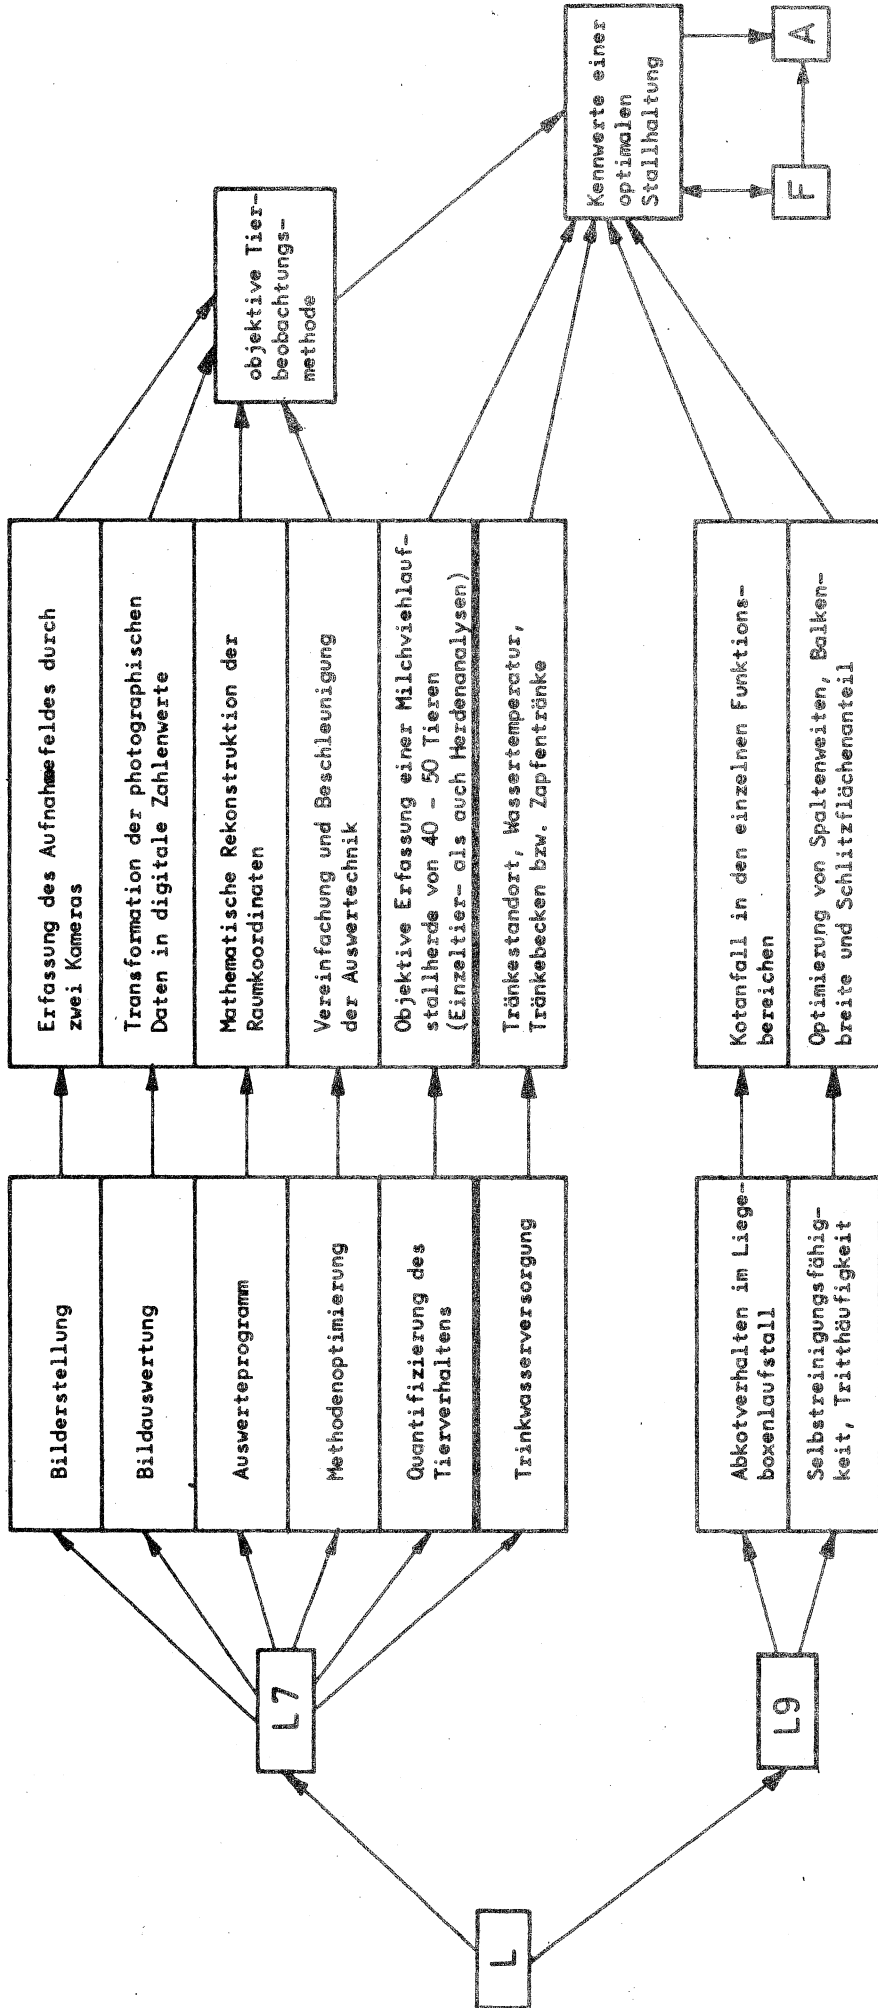 L
L7
L9
Bilderstellung
Bildauswertung
Auswerteprogramm
Methodenoptimierung
Quantifizierung des
Tierverhaltens
Trinkwasserversorgung
Abkotverhalten im Liege-
boxenlaufstall
Selbstreinigungsfähig-
keit, Tritthäufigkeit
Erfassung des Aufnahmefeldes durch
zwei Kameras
Transformation der photographischen
Daten in digitale Zahlenwerte
Mathematische Rekonstruktion der
Raumkoordinaten
Vereinfachung und Beschleunigung
der Auswertechnik
Objektive Erfassung einer Milchviehlauf-
stallherde von 40 - 50 Tieren
(Einzeltier- als auch Herdenanalysen)
Tränkestandort, Wassertemperatur,
Tränkebecken bzw. Zapfentränke
Kotanfall in den einzelnen Funktions-
bereichen
Optimierung von Spaltenweiten, Balken-
breite und Schlitzflächenanteil
objektive Tier-
beobachtungs-
methode
Kennwerte einer
optimalen
Stallhaltung
F
A